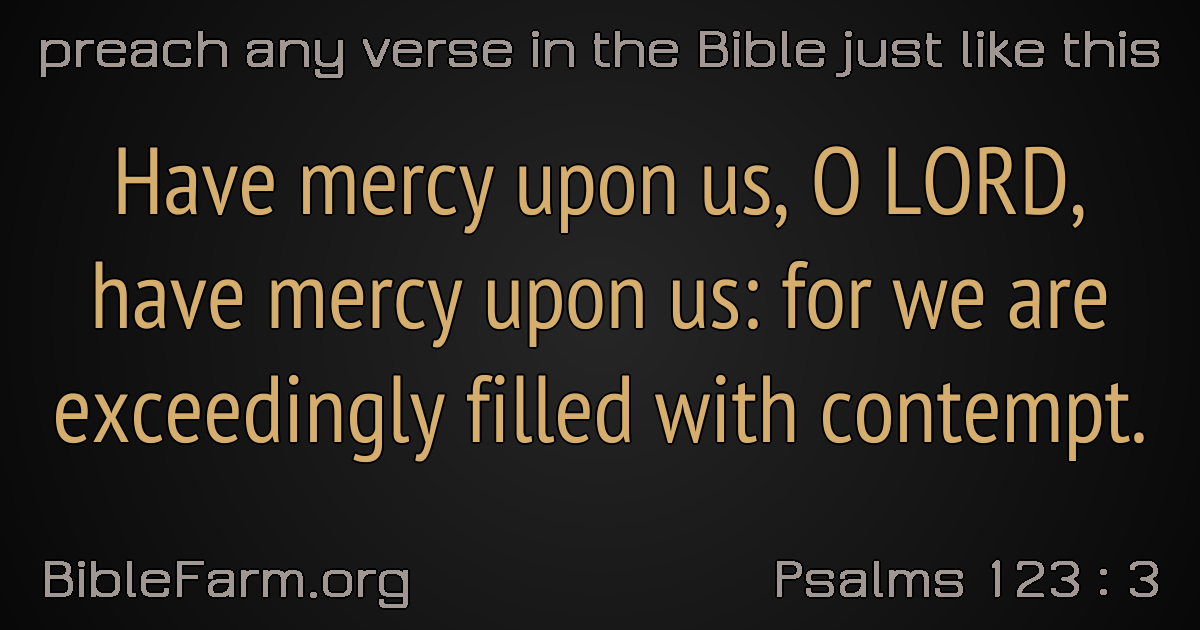 preach any verse in the Bible just like this
Have mercy upon us, O LORD,
have mercy upon us: for we are
exceedingly filled with contempt.
BibleFarm.org
Psalms 123 : 3